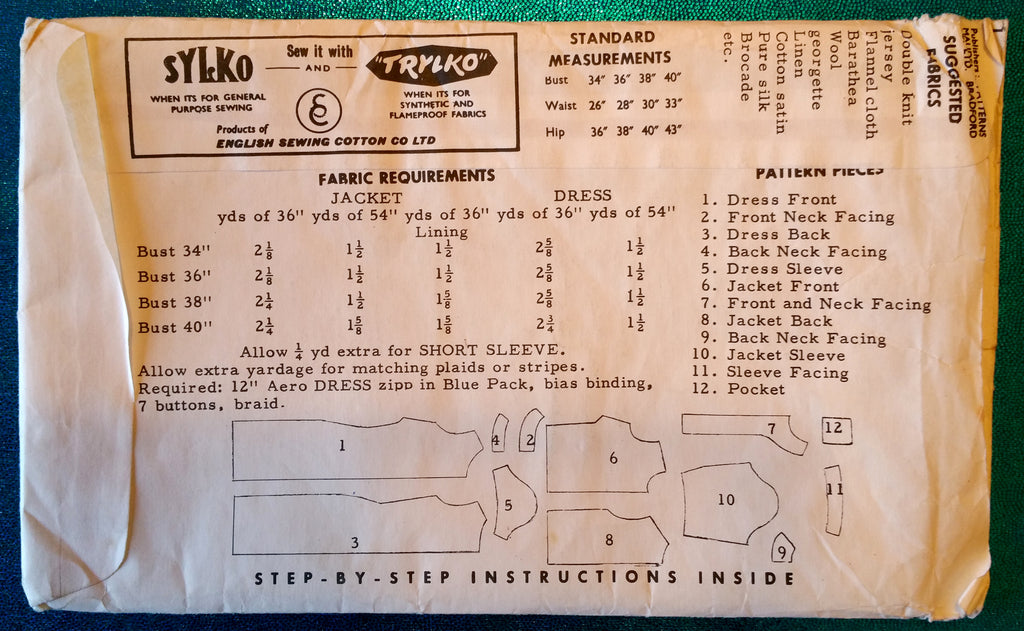 SYLKO
WHEN ITS FOR GENERAL
PURPOSE SEWING
Sew it with
AND
"TRYLKO"
WHEN ITS FOR
SYNTHETIC AND
FLAMEPROOF FABRICS
Products of
ENGLISH SEWING COTTON CO LTD
STANDARD
MEASUREMENTS
Bust 34" 36" 38" 40"
Waist 26" 28" 30" 33"
Hip 36" 38" 40" 43"
Publishers:
LTD. BRADFORD
SUGGESTED
FABRICS
Double knit
jersey
Flannel cloth
Barathea
Wool
georgette
Linen
Cotton satin
Pure silk
Brocade
etc.
FABRIC REQUIREMENTS
JACKET DRESS
yds of 36" yds of 54" yds of 36" yds of 36" yds of 54"
Lining
Bust 34" 2⅛ 1½ 1½ 2⅝ 1½
Bust 36" 2⅛ 1½ 1½ 2⅝ 1½
Bust 38" 2¼ 1½ 1⅝ 2⅝ 1½
Bust 40" 2¼ 1⅝ 1⅝ 2¾ 1½
Allow ¼ yd extra for SHORT SLEEVE.
Allow extra yardage for matching plaids or stripes.
Required: 12" Aero DRESS zipp in Blue Pack, bias binding,
7 buttons, braid.
PATTERN PIECES
1. Dress Front
2. Front Neck Facing
3. Dress Back
4. Back Neck Facing
5. Dress Sleeve
6. Jacket Front
7. Front and Neck Facing
8. Jacket Back
9. Back Neck Facing
10. Jacket Sleeve
11. Sleeve Facing
12. Pocket
1
4
2
6
7
12
3
5
8
10
11
9
STEP-BY-STEP INSTRUCTIONS INSIDE